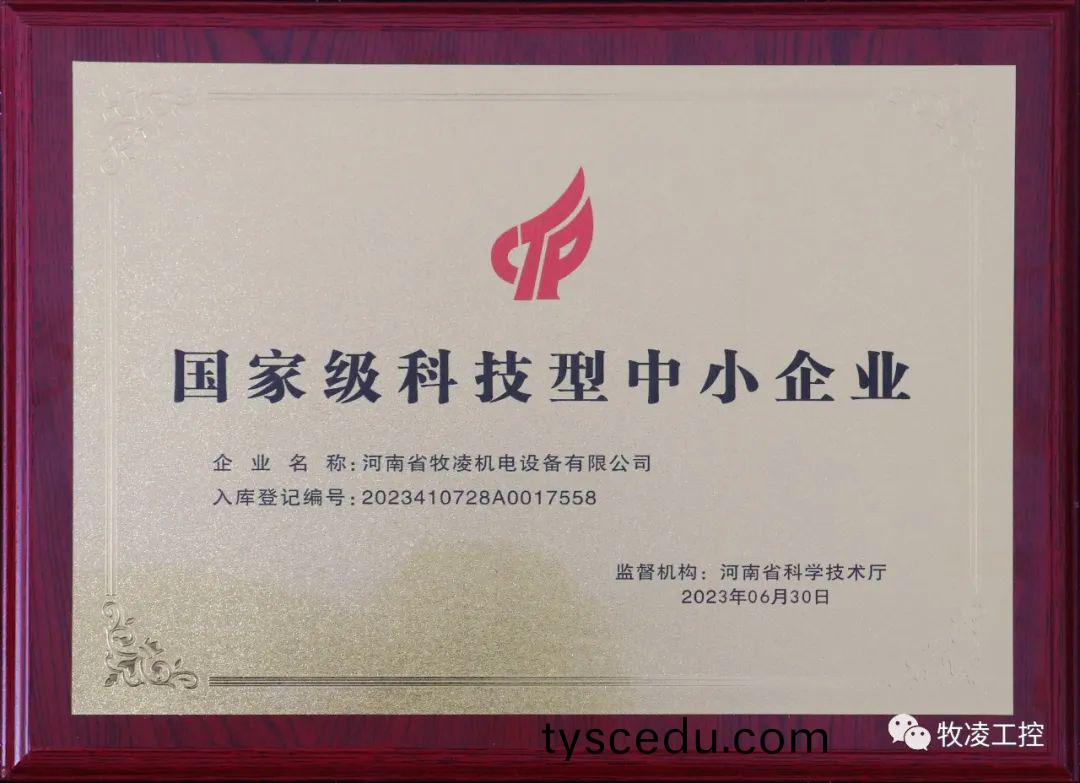 CTP
国家级科技型中小企业
企业名称:河南省牧凌机电设备有限公司
入库登记编号:2023410728A0017558
监督机构：河南省科学技术厅
2023年06月30日
tyscedu.com
牧凌工控